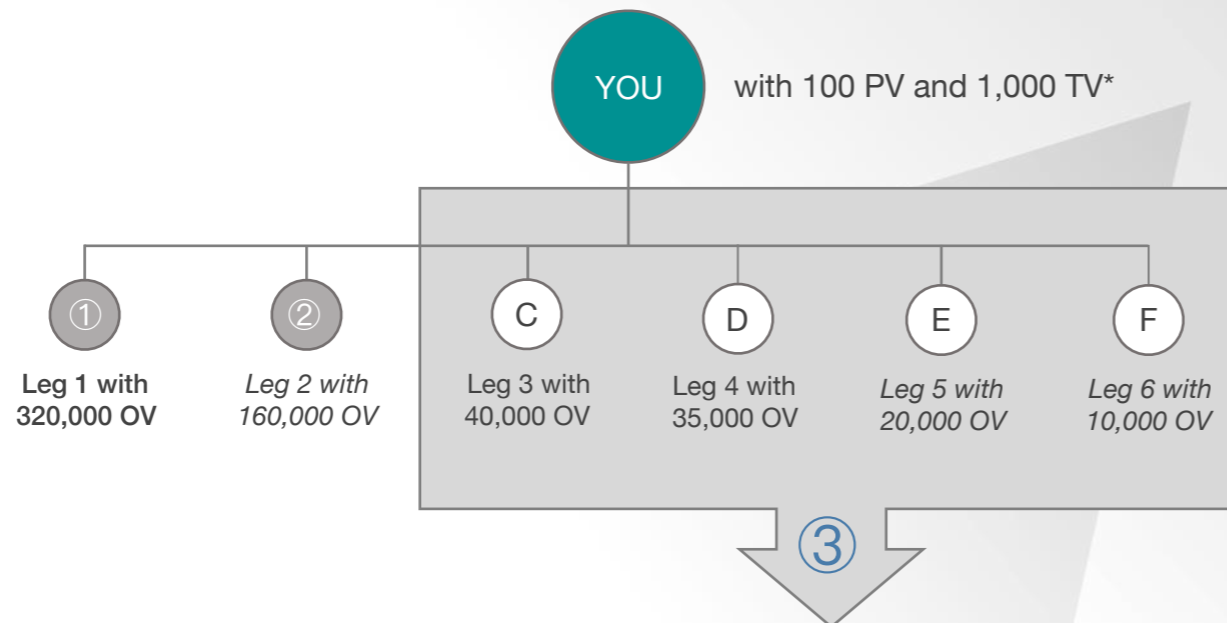 YOU
with 100 PV and 1,000 TV*
①
②
C
D
E
F
Leg 1 with
320,000 OV
Leg 2 with
160,000 OV
Leg 3 with
40,000 OV
Leg 4 with
35,000 OV
Leg 5 with
20,000 OV
Leg 6 with
10,000 OV
③